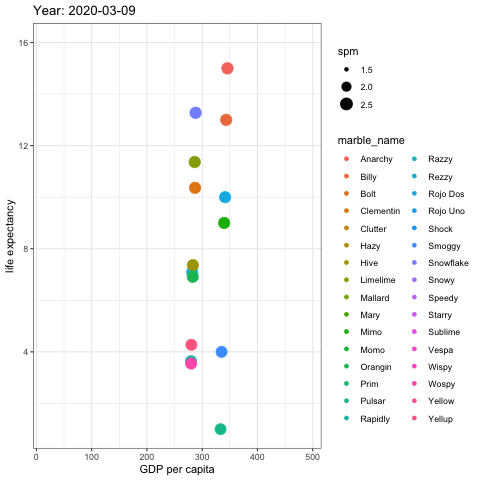 Year: 2020-03-09
16
12
8
4
life expectancy
0
100
200
300
400
500
GDP per capita
spm
1.5
2.0
2.5
marble_name
Anarchy
Billy
Bolt
Clementin
Clutter
Hazy
Hive
Limelime
Mallard
Mary
Mimo
Momo
Orangin
Prim
Pulsar
Rapidly
Razzy
Rezzy
Rojo Dos
Rojo Uno
Shock
Smoggy
Snowflake
Snowy
Speedy
Starry
Sublime
Vespa
Wispy
Wospy
Yellow
Yellup